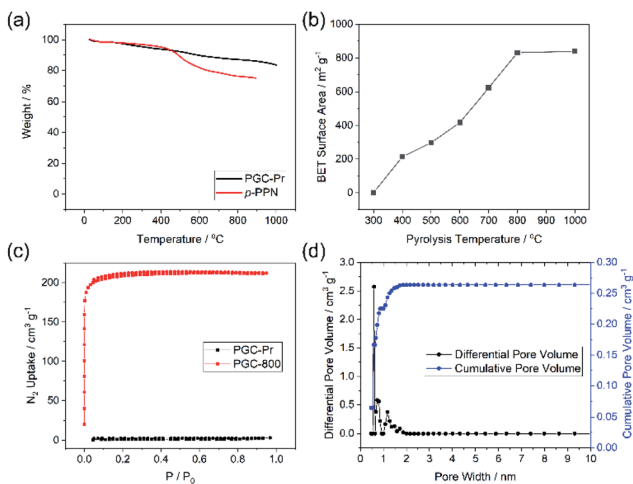 (a)
Weight / %
100
80
60
40
20
0
0 200 400 600 800 1000
Temperature / ⁰C
PGC-Pr
p-PPN
(b)
BET Surface Area / m² g⁻¹
1000
800
600
400
200
0
300 400 500 600 700 800 900 1000
Pyrolysis Temperature / ⁰C
(c)
N₂ Uptake / cm³ g⁻¹
200
150
100
50
0
0.0 0.2 0.4 0.6 0.8 1.0
P / P₀
PGC-Pr
PGC-800
(d)
Differential Pore Volume / cm³ g⁻¹
3.0
2.5
2.0
1.5
1.0
0.5
0.0
0 1 2 3 4 5 6 7 8 9 10
Pore Width / nm
Differential Pore Volume
Cumulative Pore Volume
0.30
0.25
0.20
0.15
0.10
0.05
0.00
Cumulative Pore Volume / cm³ g⁻¹